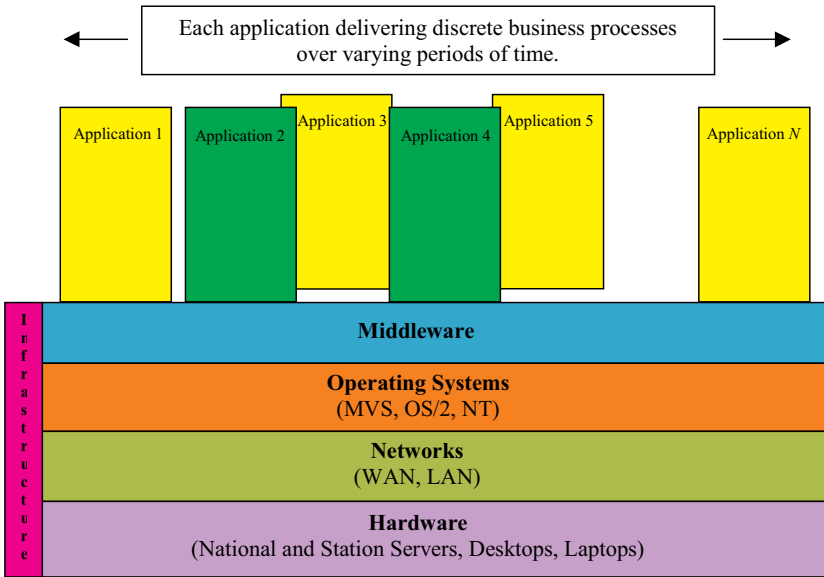 Each application delivering discrete business processes
over varying periods of time.
Application 1
Application 2
Application 3
Application 4
Application 5
Application N
Infrastructure
Middleware
Operating Systems
(MVS, OS/2, NT)
Networks
(WAN, LAN)
Hardware
(National and Station Servers, Desktops, Laptops)